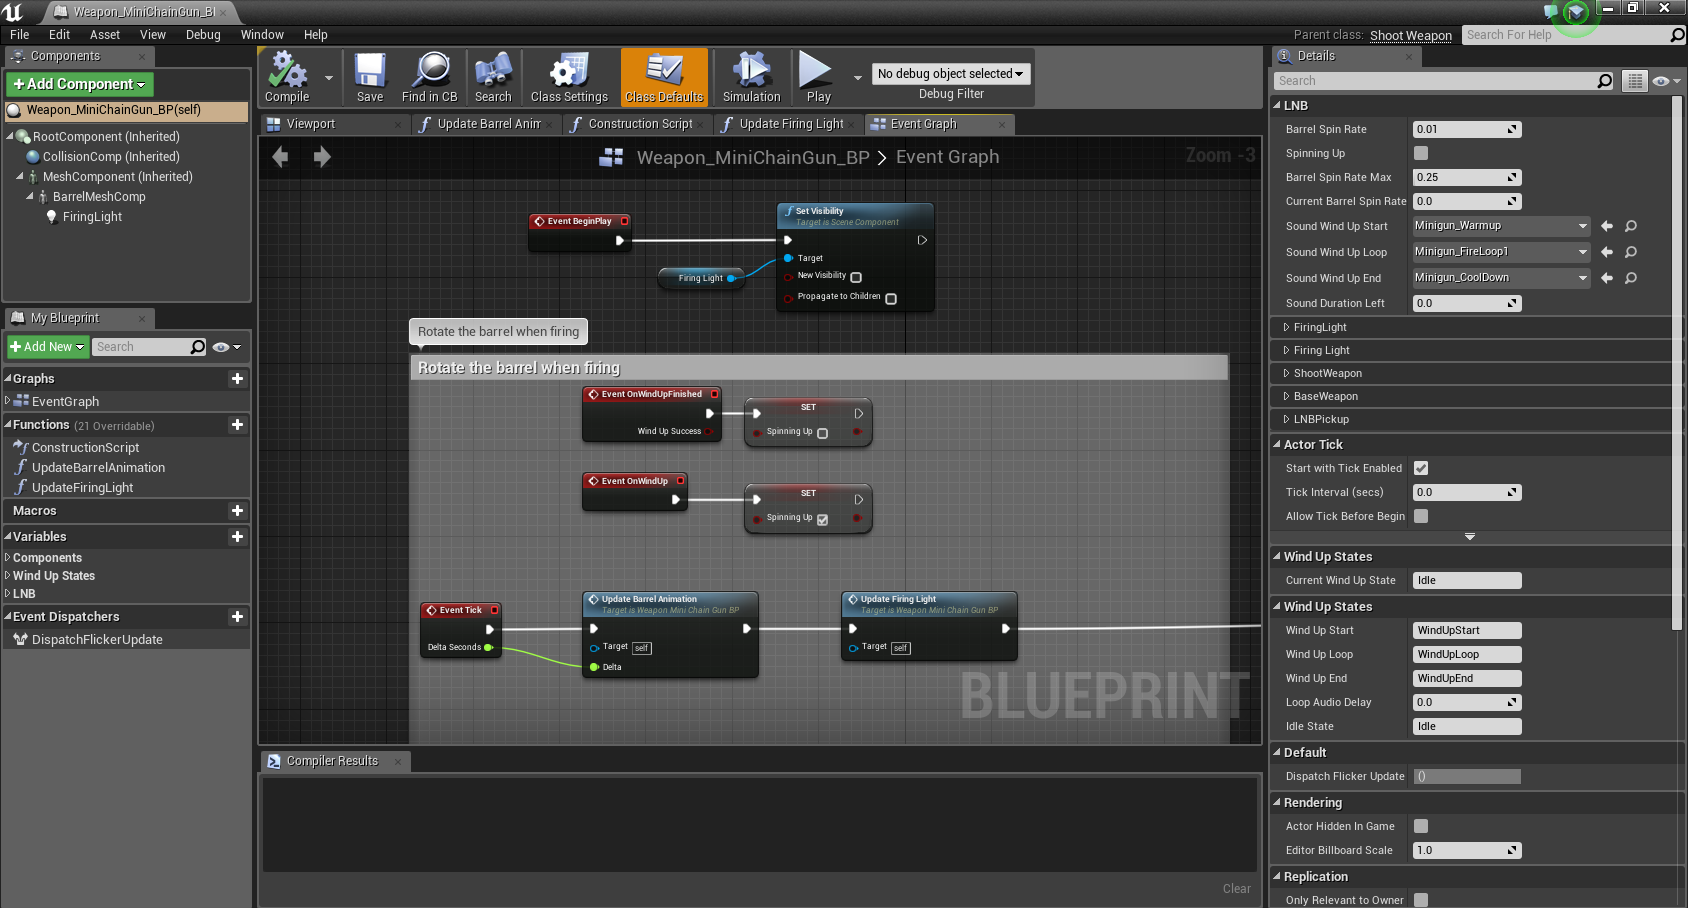 Weapon_MiniChainGun_BI
File Edit Asset View Debug Window Help
Parent class: Shoot Weapon
Search For Help
Components
Add Component
Weapon_MiniChainGun_BP(self)
RootComponent (Inherited)
CollisionComp (Inherited)
MeshComponent (Inherited)
BarrelMeshComp
FiringLight
My Blueprint
Add New
Search
Graphs
EventGraph
Functions (21 Overridable)
ConstructionScript
UpdateBarrelAnimation
UpdateFiringLight
Macros
Variables
Components
Wind Up States
LNB
Event Dispatchers
DispatchFlickerUpdate
Compile
Save
Find in CB
Search
Class Settings
Class Defaults
Simulation
Play
No debug object selected
Debug Filter
Viewport
Update Barrel Anim
Construction Script
Update Firing Light
Event Graph
Weapon_MiniChainGun_BP > Event Graph
Zoom -3
Event BeginPlay
Set Visibility
Target is Scene Component
Target
New Visibility
Propagate to Children
Firing Light
Rotate the barrel when firing
Rotate the barrel when firing
Event OnWindUpFinished
Wind Up Success
SET
Spinning Up
Event OnWindUp
SET
Spinning Up
Event Tick
Delta Seconds
Update Barrel Animation
Target is Weapon Mini Chain Gun BP
Target self
Delta
Update Firing Light
Target is Weapon Mini Chain Gun BP
Target self
BLUEPRINT
Compiler Results
Clear
Details
Search
LNB
Barrel Spin Rate 0.01
Spinning Up
Barrel Spin Rate Max 0.25
Current Barrel Spin Rate 0.0
Sound Wind Up Start Minigun_Warmup
Sound Wind Up Loop Minigun_FireLoop1
Sound Wind Up End Minigun_CoolDown
Sound Duration Left 0.0
FiringLight
Firing Light
ShootWeapon
BaseWeapon
LNBPickup
Actor Tick
Start with Tick Enabled
Tick Interval (secs) 0.0
Allow Tick Before Begin
Wind Up States
Current Wind Up State Idle
Wind Up States
Wind Up Start WindUpStart
Wind Up Loop WindUpLoop
Wind Up End WindUpEnd
Loop Audio Delay 0.0
Idle State Idle
Default
Dispatch Flicker Update ()
Rendering
Actor Hidden In Game
Editor Billboard Scale 1.0
Replication
Only Relevant to Owner